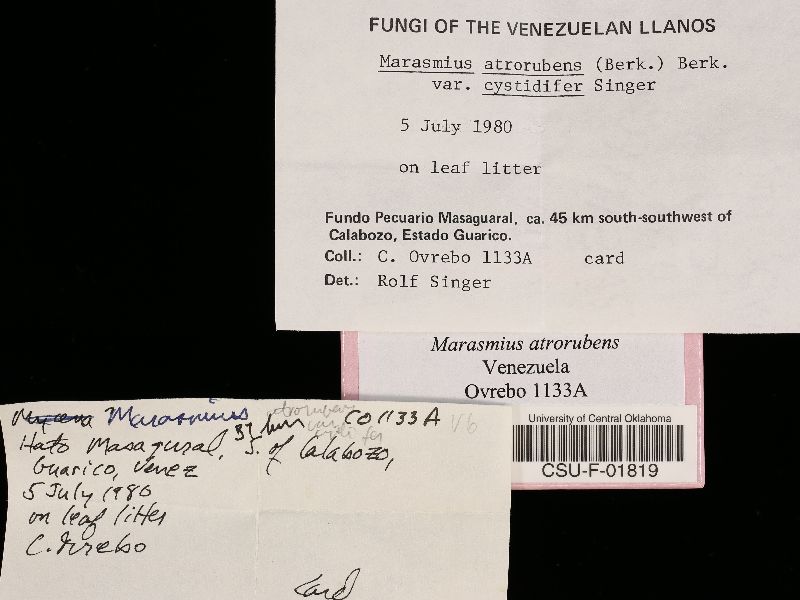 FUNGI OF THE VENEZUELAN LLANOS
Marasmius atrorubens (Berk.) Berk.
var. cystidifer Singer
5 July 1980
on leaf litter
Fundo Pecuario Masaguaral, ca. 45 km south-southwest of
Calabozo, Estado Guarico.
Coll.: C. Ovrebo 1133A card
Det.: Rolf Singer
Marasmius atrorubens
Venezuela
Ovrebo 1133A
University of Central Oklahoma
CSU-F-01819
Mycena Marasmius atrorubens CO 1133A
Hato Masagural, 37 km S. of Calabozo,
Guarico, Venez
5 July 1980
on leaf litter
C. Ovrebo
Card